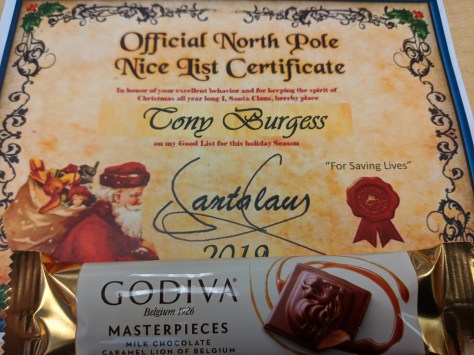 Official North Pole
Nice List Certificate
In honor of your excellent behavior and for keeping the spirit of
Christmas all year long I, Santa Claus, hereby place
Tony Burgess
on my Good List for this holiday Season
"For Saving Lives"
Santa Claus
2019
GODIVA
Belgium 1926
MASTERPIECES
MILK CHOCOLATE
CARAMEL LION OF BELGIUM